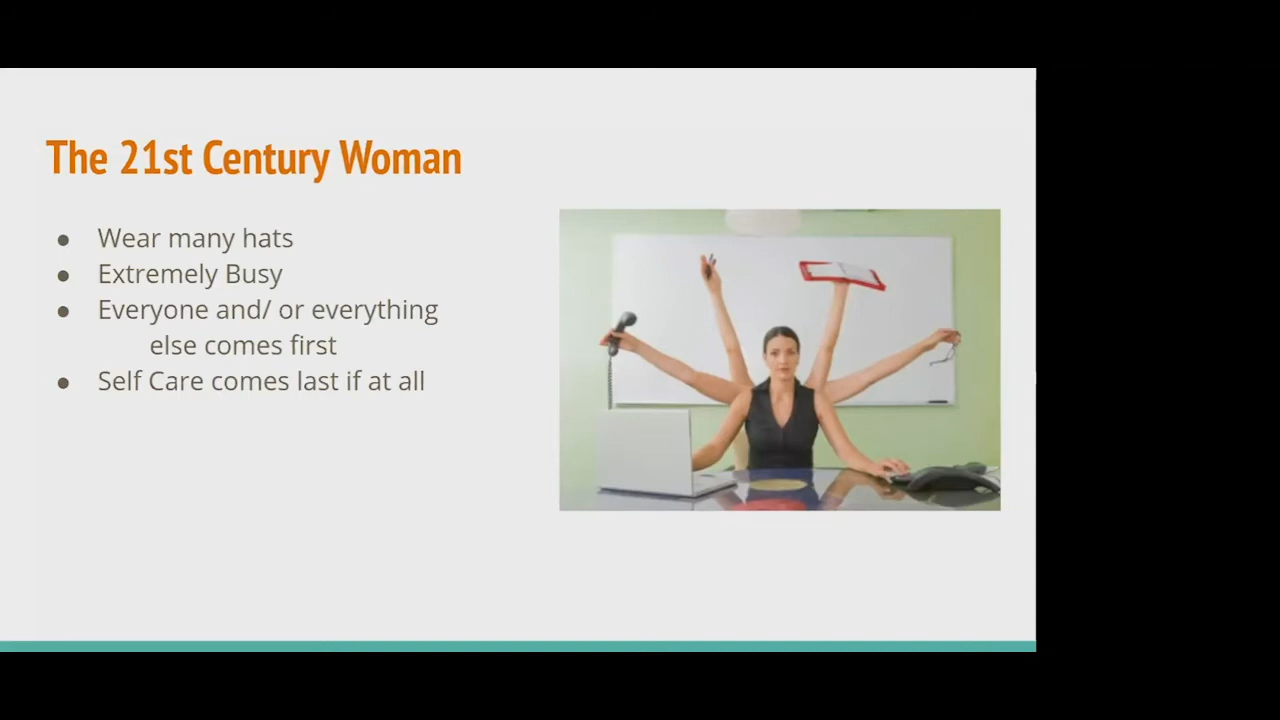 The 21st Century Woman
● Wear many hats
● Extremely Busy
● Everyone and/ or everything
else comes first
● Self Care comes last if at all